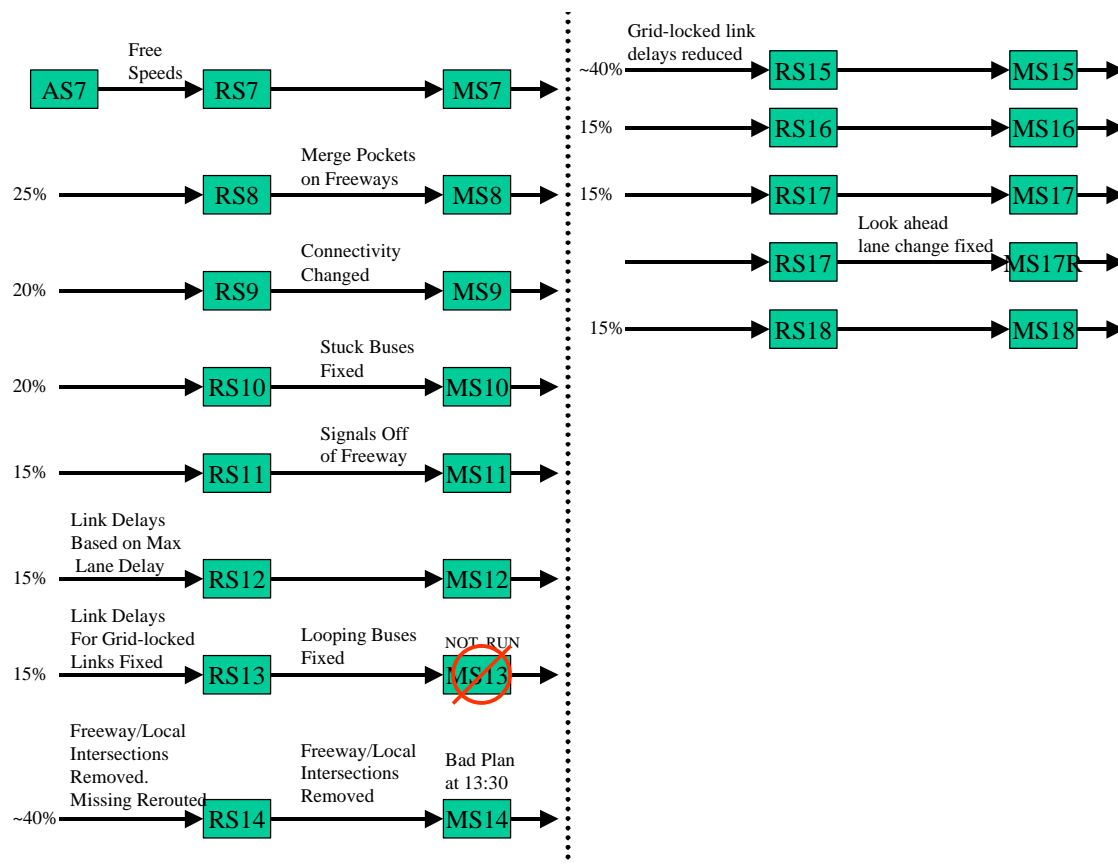 Free
Speeds
AS7
RS7
MS7
Merge Pockets
on Freeways
25%
RS8
MS8
Connectivity
Changed
20%
RS9
MS9
Stuck Buses
Fixed
20%
RS10
MS10
Signals Off
of Freeway
15%
RS11
MS11
Link Delays
Based on Max
Lane Delay
15%
RS12
MS12
Link Delays
For Grid-locked
Links Fixed
Looping Buses
Fixed
NOT RUN
15%
RS13
MS13
Freeway/Local
Intersections
Removed.
Missing Rerouted
Freeway/Local
Intersections
Removed
Bad Plan
at 13:30
~40%
RS14
MS14
Grid-locked link
delays reduced
~40%
RS15
MS15
15%
RS16
MS16
15%
RS17
MS17
Look ahead
lane change fixed
RS17
MS17R
15%
RS18
MS18